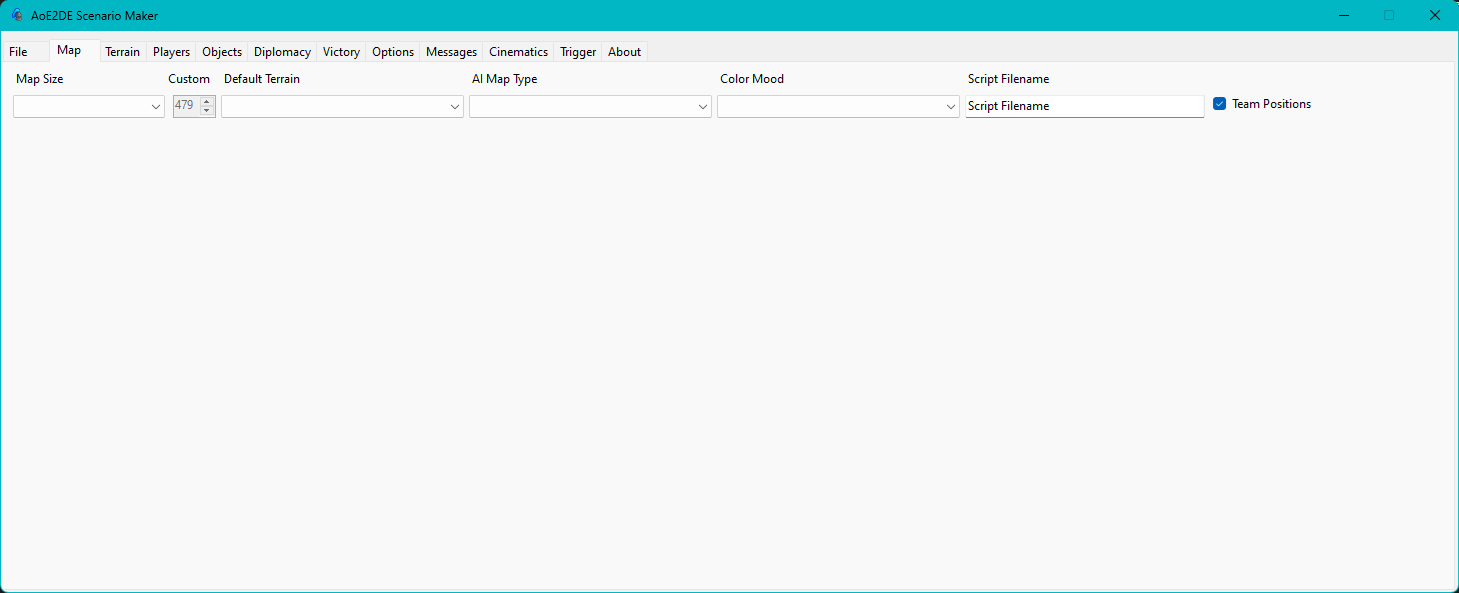 AoE2DE Scenario Maker
File Map Terrain Players Objects Diplomacy Victory Options Messages Cinematics Trigger About
Map Size Custom Default Terrain AI Map Type Color Mood Script Filename
479 Script Filename Team Positions